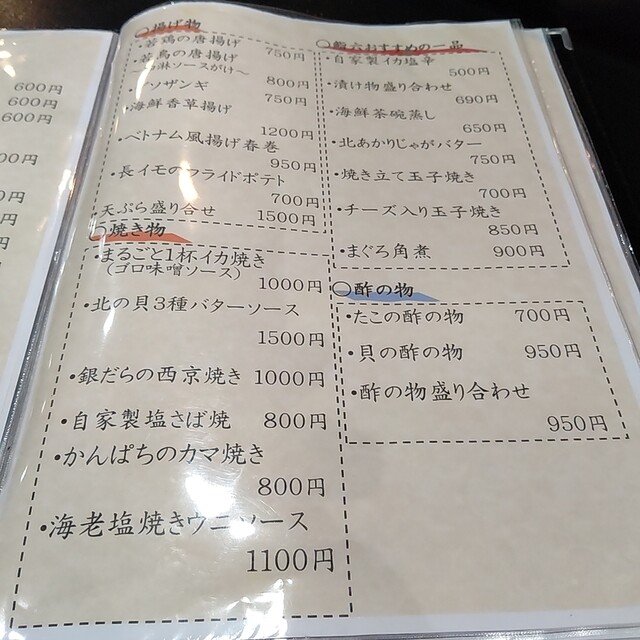 600円
600円
600円
00円
0円
円
円
円
○揚げ物
・若鶏の唐揚げ
750円
・若鳥の唐揚げ
淋ソースがけ～
800円
ザンギ
750円
・海鮮香草揚げ
1200円
・ベトナム風揚げ春巻
950円
・長イモのフライドポテト
700円
・天ぷら盛り合せ
1500円
○焼き物
・まるごと1杯イカ焼き
(ゴロ味噌ソース)
1000円
・北の貝3種バターソース
1500円
・銀だらの西京焼き 1000円
・自家製塩さば焼 800円
・かんぱちのカマ焼き
800円
・海老塩焼きウニソース
1100円
おすすめの一品
・自家製イカ塩辛
500円
・漬け物盛り合わせ
690円
・海鮮茶碗蒸し
650円
・北あかりじゃがバター
750円
・焼き立て玉子焼き
700円
・チーズ入り玉子焼き
850円
・まぐろ角煮 900円
○酢の物
・たこの酢の物 700円
・貝の酢の物 950円
・酢の物盛り合わせ
950円